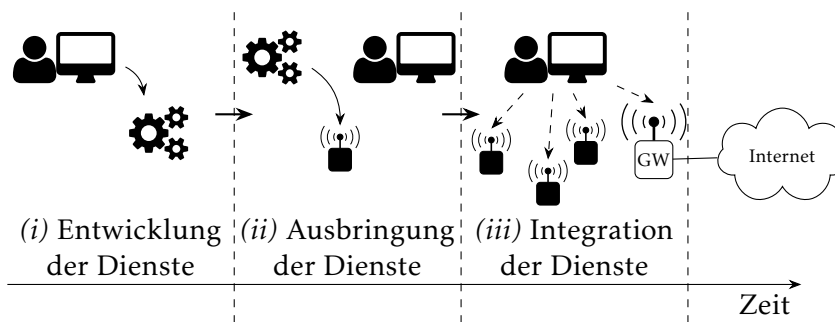 GW
Internet
(i) Entwicklung
der Dienste
(ii) Ausbringung
der Dienste
(iii) Integration
der Dienste
Zeit